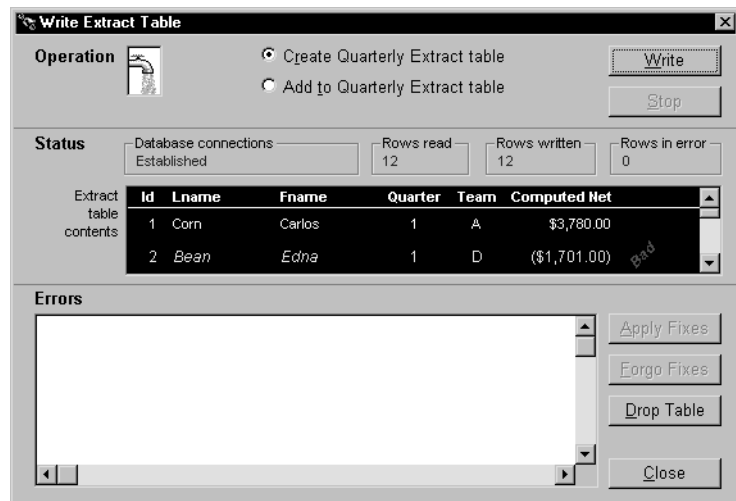 Write Extract Table
Operation
Create Quarterly Extract table
Write
Add to Quarterly Extract table
Stop
Status
Database connections
Rows read
Rows written
Rows in error
Established
12
12
0
Extract table contents
Id Lname Fname Quarter Team Computed Net
1 Corn Carlos 1 A $3,780.00
2 Bean Edna 1 D ($1,701.00) Bad
Errors
Apply Fixes
Forgo Fixes
Drop Table
Close